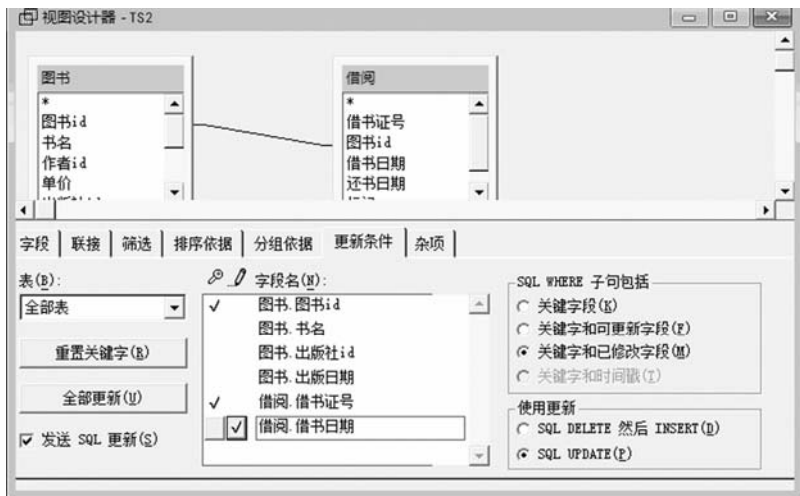 视图设计器 - TS2
图书
*
图书id
书名
作者id
单价
借阅
*
借书证号
图书id
借书日期
还书日期
字段 联接 筛选 排序依据 分组依据 更新条件 杂项
表(B):
全部表
重置关键字(R)
全部更新(U)
发送 SQL 更新(S)
字段名(N):
图书.图书id
图书.书名
图书.出版社id
图书.出版日期
借阅.借书证号
借阅.借书日期
SQL WHERE 子句包括
关键字段(K)
关键字和可更新字段(F)
关键字和已修改字段(M)
关键字和时间戳(T)
使用更新
SQL DELETE 然后 INSERT(D)
SQL UPDATE(P)